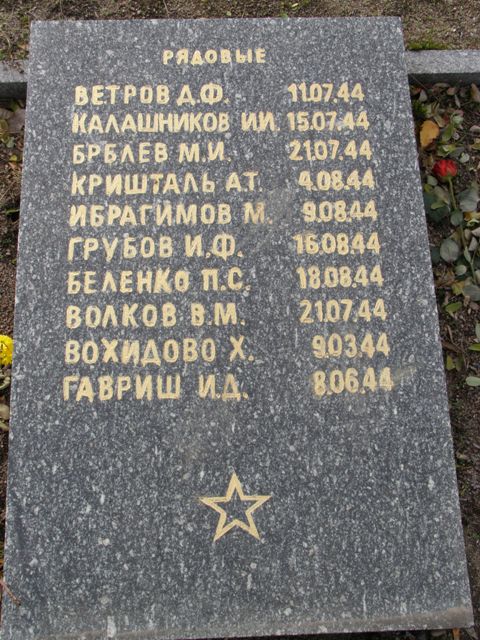 РЯДОВЫЕ
ВЕТРОВ Д.Ф. 11.07.44
КАЛАШНИКОВ И.И. 15.07.44
БРБЛЕВ М.И. 21.07.44
КРИШТАЛЬ А.Т. 4.08.44
ИБРАГИМОВ М. 9.08.44
ГРУБОВ И.Ф. 16.08.44
БЕЛЕНКО П.С. 18.08.44
ВОЛКОВ В.М. 21.07.44
ВОХИДОВО Х. 9.03.44
ГАВРИШ И.Д. 8.06.44